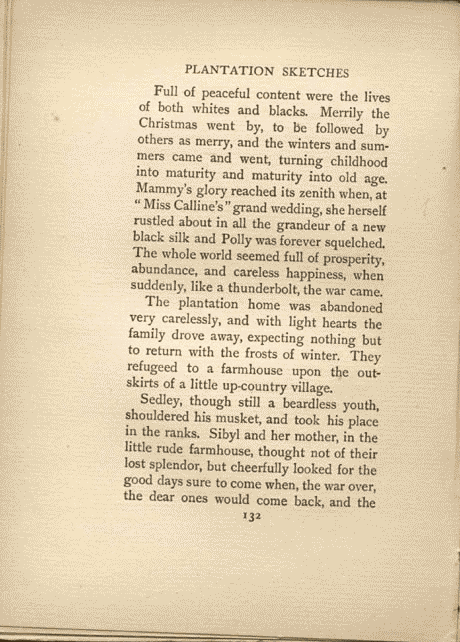 PLANTATION SKETCHES
Full of peaceful content were the lives
of both whites and blacks. Merrily the
Christmas went by, to be followed by
others as merry, and the winters and sum-
mers came and went, turning childhood
into maturity and maturity into old age.
Mammy's glory reached its zenith when, at
"Miss Calline's" grand wedding, she herself
rustled about in all the grandeur of a new
black silk and Polly was forever squelched.
The whole world seemed full of prosperity,
abundance, and careless happiness, when
suddenly, like a thunderbolt, the war came.
The plantation home was abandoned
very carelessly, and with light hearts the
family drove away, expecting nothing but
to return with the frosts of winter. They
refugeed to a farmhouse upon the out-
skirts of a little up-country village.
Sedley, though still a beardless youth,
shouldered his musket, and took his place
in the ranks. Sibyl and her mother, in the
little rude farmhouse, thought not of their
lost splendor, but cheerfully looked for the
good days sure to come when, the war over,
the dear ones would come back, and the
132